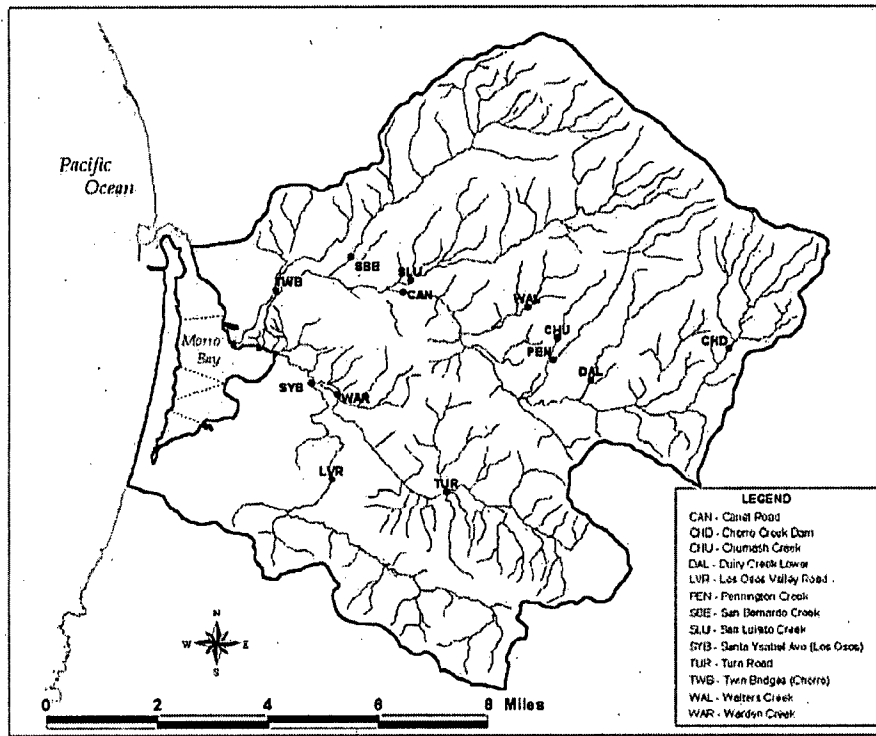 Pacific
Ocean
SBE
SLU
TWB
CAN
WAL
CHU
PEN
CHD
DAL
Morro
Bay
SYB
WAR
LVR
TUR
N
W
E
S
0
2
4
6
8
Miles
LEGEND
CAN - Canet Road
CHD - Chorro Creek Dam
CHU - Chumash Creek
DAL - Dairy Creek Lower
LVR - Los Osos Valley Road
PEN - Pennington Creek
SBE - San Bernardo Creek
SLU - San Luisito Creek
SYB - Santa Ysabel Ave (Los Osos)
TUR - Turri Road
TWB - Twin Bridges (Chorro)
WAL - Walters Creek
WAR - Warden Creek